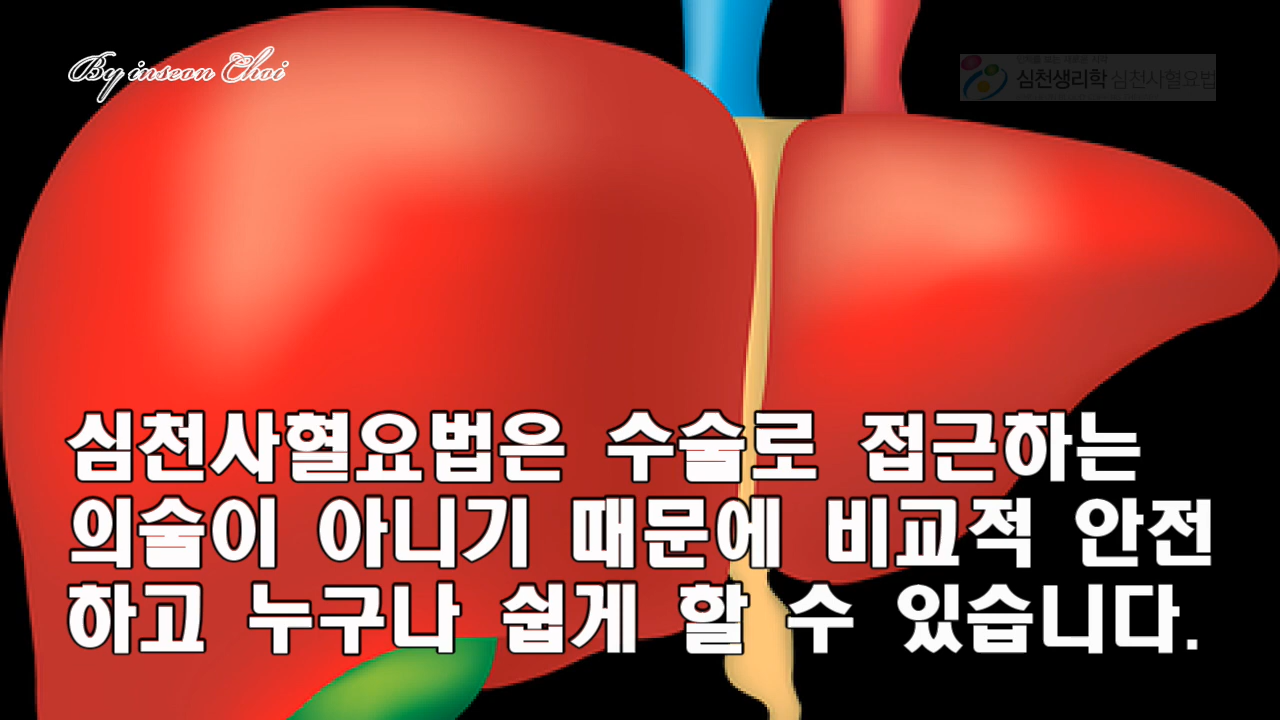 By inseon Choi
심천생리학 심천사혈요법
심천사혈요법은 수술로 접근하는
의술이 아니기 때문에 비교적 안전
하고 누구나 쉽게 할 수 있습니다.